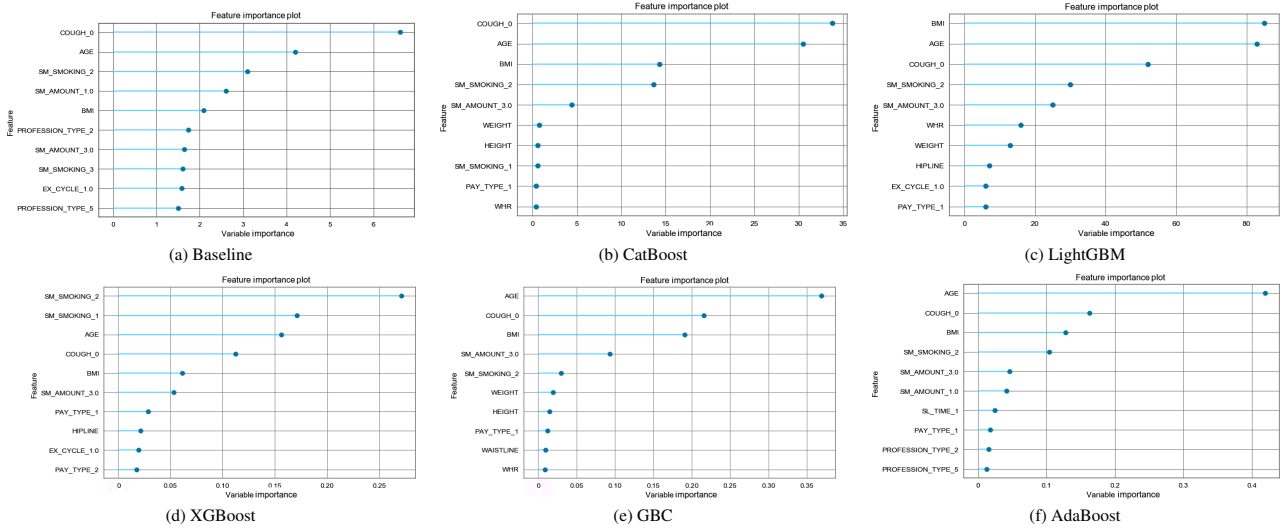 Feature importance plot
COUGH_0
AGE
SM_SMOKING_2
SM_AMOUNT_1.0
BMI
PROFESSION_TYPE_2
SM_AMOUNT_3.0
SM_SMOKING_3
EX_CYCLE_1.0
PROFESSION_TYPE_5
Feature
0 1 2 3 4 5 6
Variable importance
(a) Baseline
Feature importance plot
COUGH_0
AGE
BMI
SM_SMOKING_2
SM_AMOUNT_3.0
WEIGHT
HEIGHT
SM_SMOKING_1
PAY_TYPE_1
WHR
Feature
0 5 10 15 20 25 30 35
Variable importance
(b) CatBoost
Feature importance plot
BMI
AGE
COUGH_0
SM_SMOKING_2
SM_AMOUNT_3.0
WHR
WEIGHT
HIPLINE
EX_CYCLE_1.0
PAY_TYPE_1
Feature
0 20 40 60 80
Variable importance
(c) LightGBM
Feature importance plot
SM_SMOKING_2
SM_SMOKING_1
AGE
COUGH_0
BMI
SM_AMOUNT_3.0
PAY_TYPE_1
HIPLINE
EX_CYCLE_1.0
PAY_TYPE_2
Feature
0 0.05 0.10 0.15 0.20 0.25
Variable importance
(d) XGBoost
Feature importance plot
AGE
COUGH_0
BMI
SM_AMOUNT_3.0
SM_SMOKING_2
WEIGHT
HEIGHT
PAY_TYPE_1
WAISTLINE
WHR
Feature
0 0.05 0.10 0.15 0.20 0.25 0.30 0.35
Variable importance
(e) GBC
Feature importance plot
AGE
COUGH_0
BMI
SM_SMOKING_2
SM_AMOUNT_3.0
SM_AMOUNT_1.0
SL_TIME_1
PAY_TYPE_1
PROFESSION_TYPE_2
PROFESSION_TYPE_5
Feature
0 0.1 0.2 0.3 0.4
Variable importance
(f) AdaBoost